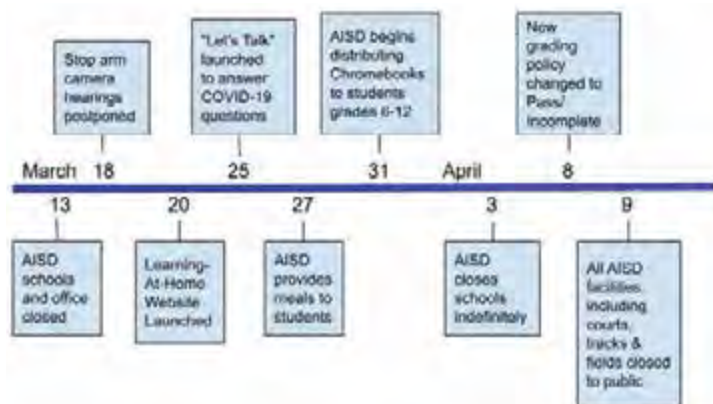 Stop arm
camera
hearings
postponed
"Let's Talk"
launched
to answer
COVID-19
questions
AISD begins
distributing
Chromebooks
to students
grades 6-12
Now
grading
policy
changed to
Pass/
Incomplete
March 18 25 31 April 8
13 20 27 3 9
AISD
schools
and office
closed
Learning-
At-Home
Website
Launched
AISD
provides
meals to
students
AISD
closes
schools
indefinitely
All AISD
facilities
including
courts,
tracks &
fields closed
to public